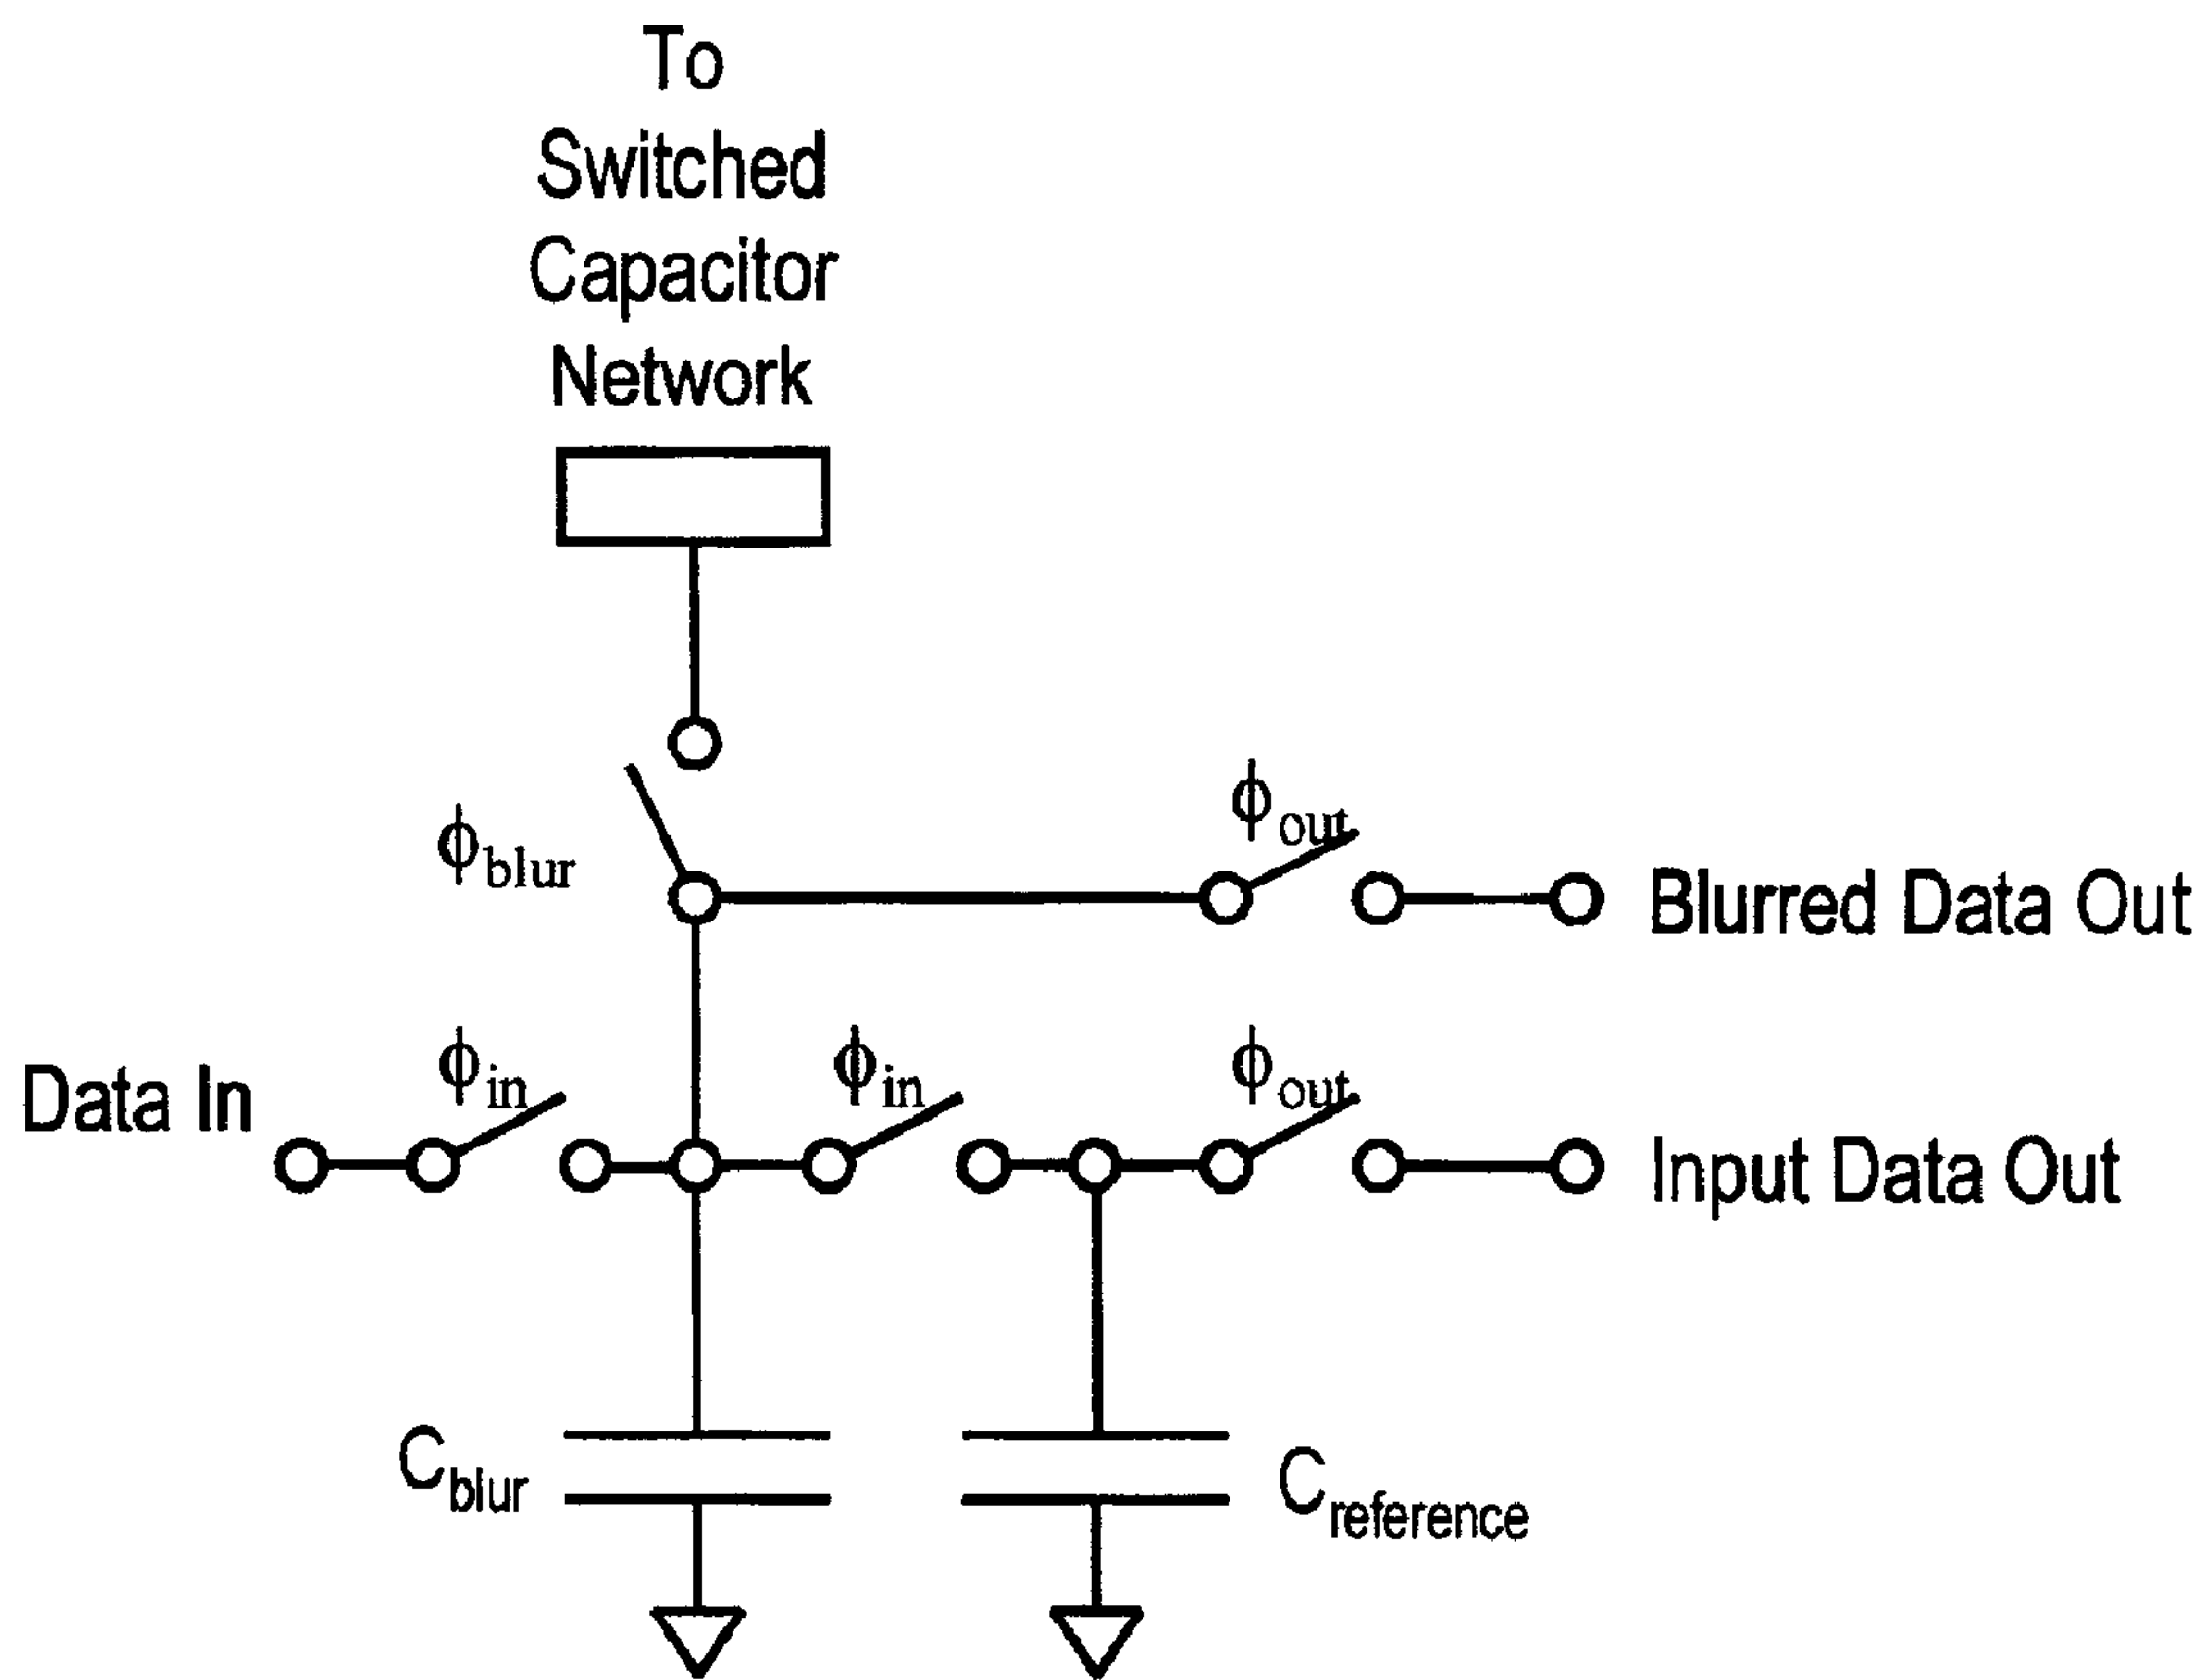 To
Switched
Capacitor
Network
ϕblur
ϕout
Blurred Data Out
Data In
ϕin
ϕin
ϕout
Input Data Out
Cblur
Creference